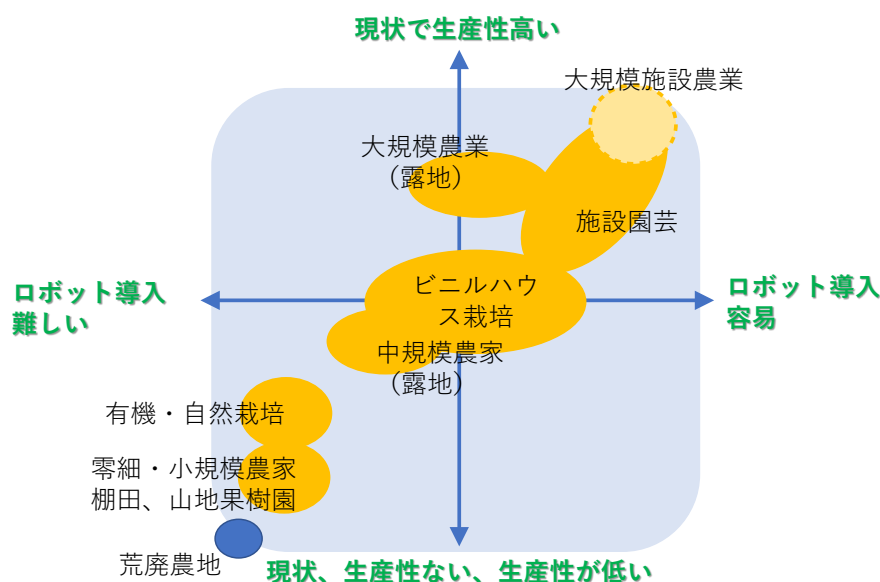 現状で生産性高い
大規模施設農業
大規模農業
（露地）
施設園芸
ロボット導入
難しい
ビニルハウ
ス栽培
ロボット導入
容易
中規模農家
（露地）
有機・自然栽培
零細・小規模農家
棚田、山地果樹園
荒廃農地
現状、生産性ない、生産性が低い